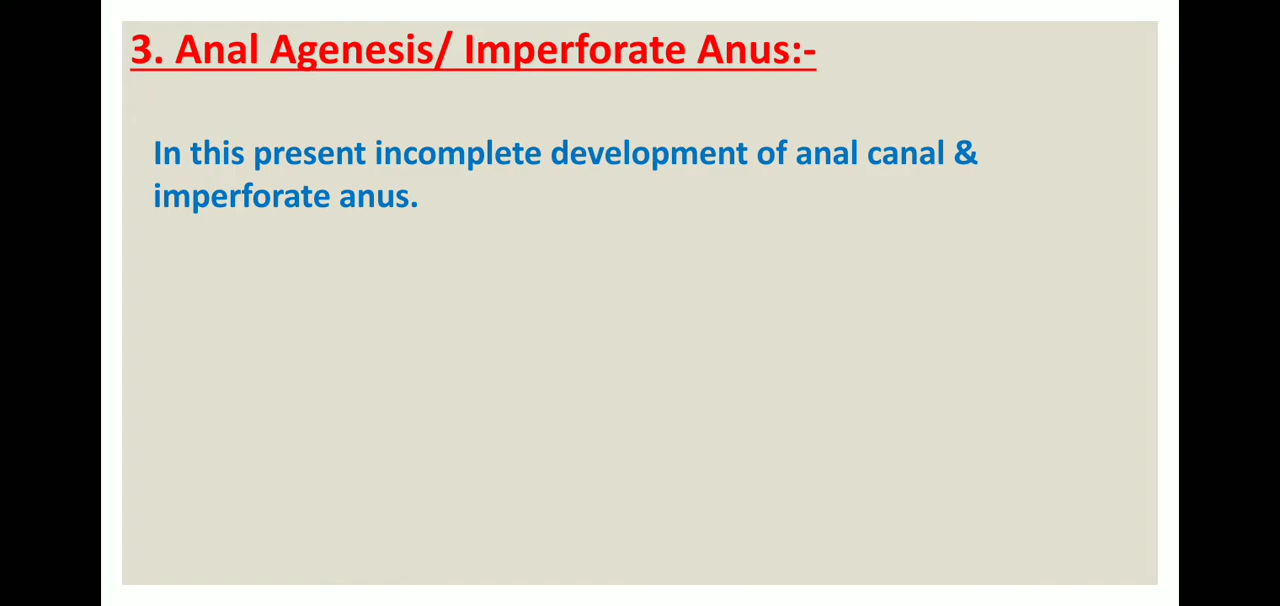 3. Anal Agenesis/ Imperforate Anus:-
In this present incomplete development of anal canal &
imperforate anus.